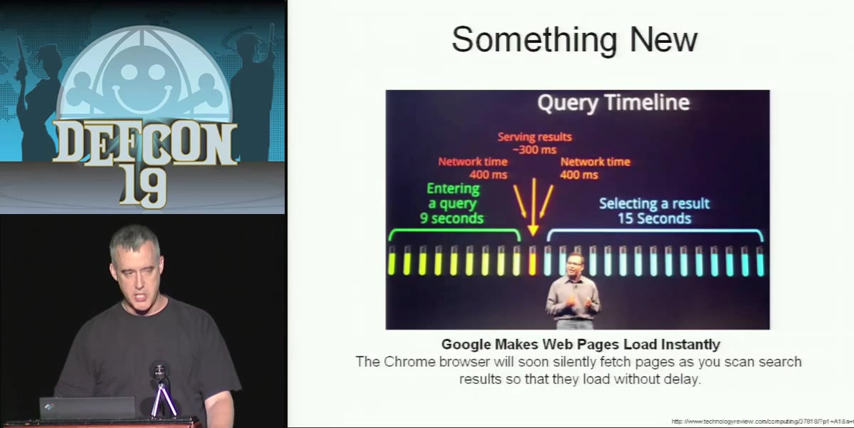 DEFCON
19
Something New
Query Timeline
Serving results
~300 ms
Network time
400 ms
Network time
400 ms
Entering
a query
9 seconds
Selecting a result
15 Seconds
Google Makes Web Pages Load Instantly
The Chrome browser will soon silently fetch pages as you scan search
results so that they load without delay.